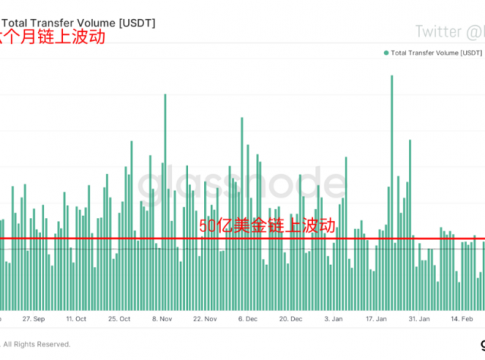 Total Transfer Volume [USDT]
Twitter @
个月链上波动
Total Transfer Volume [USDT]
glassnode
50亿美金链上波动
27. Sep 11. Oct 25. Oct 8. Nov 22. Nov 6. Dec 20. Dec 3. Jan 17. Jan 31. Jan 14. Feb
. All Rights Reserved.